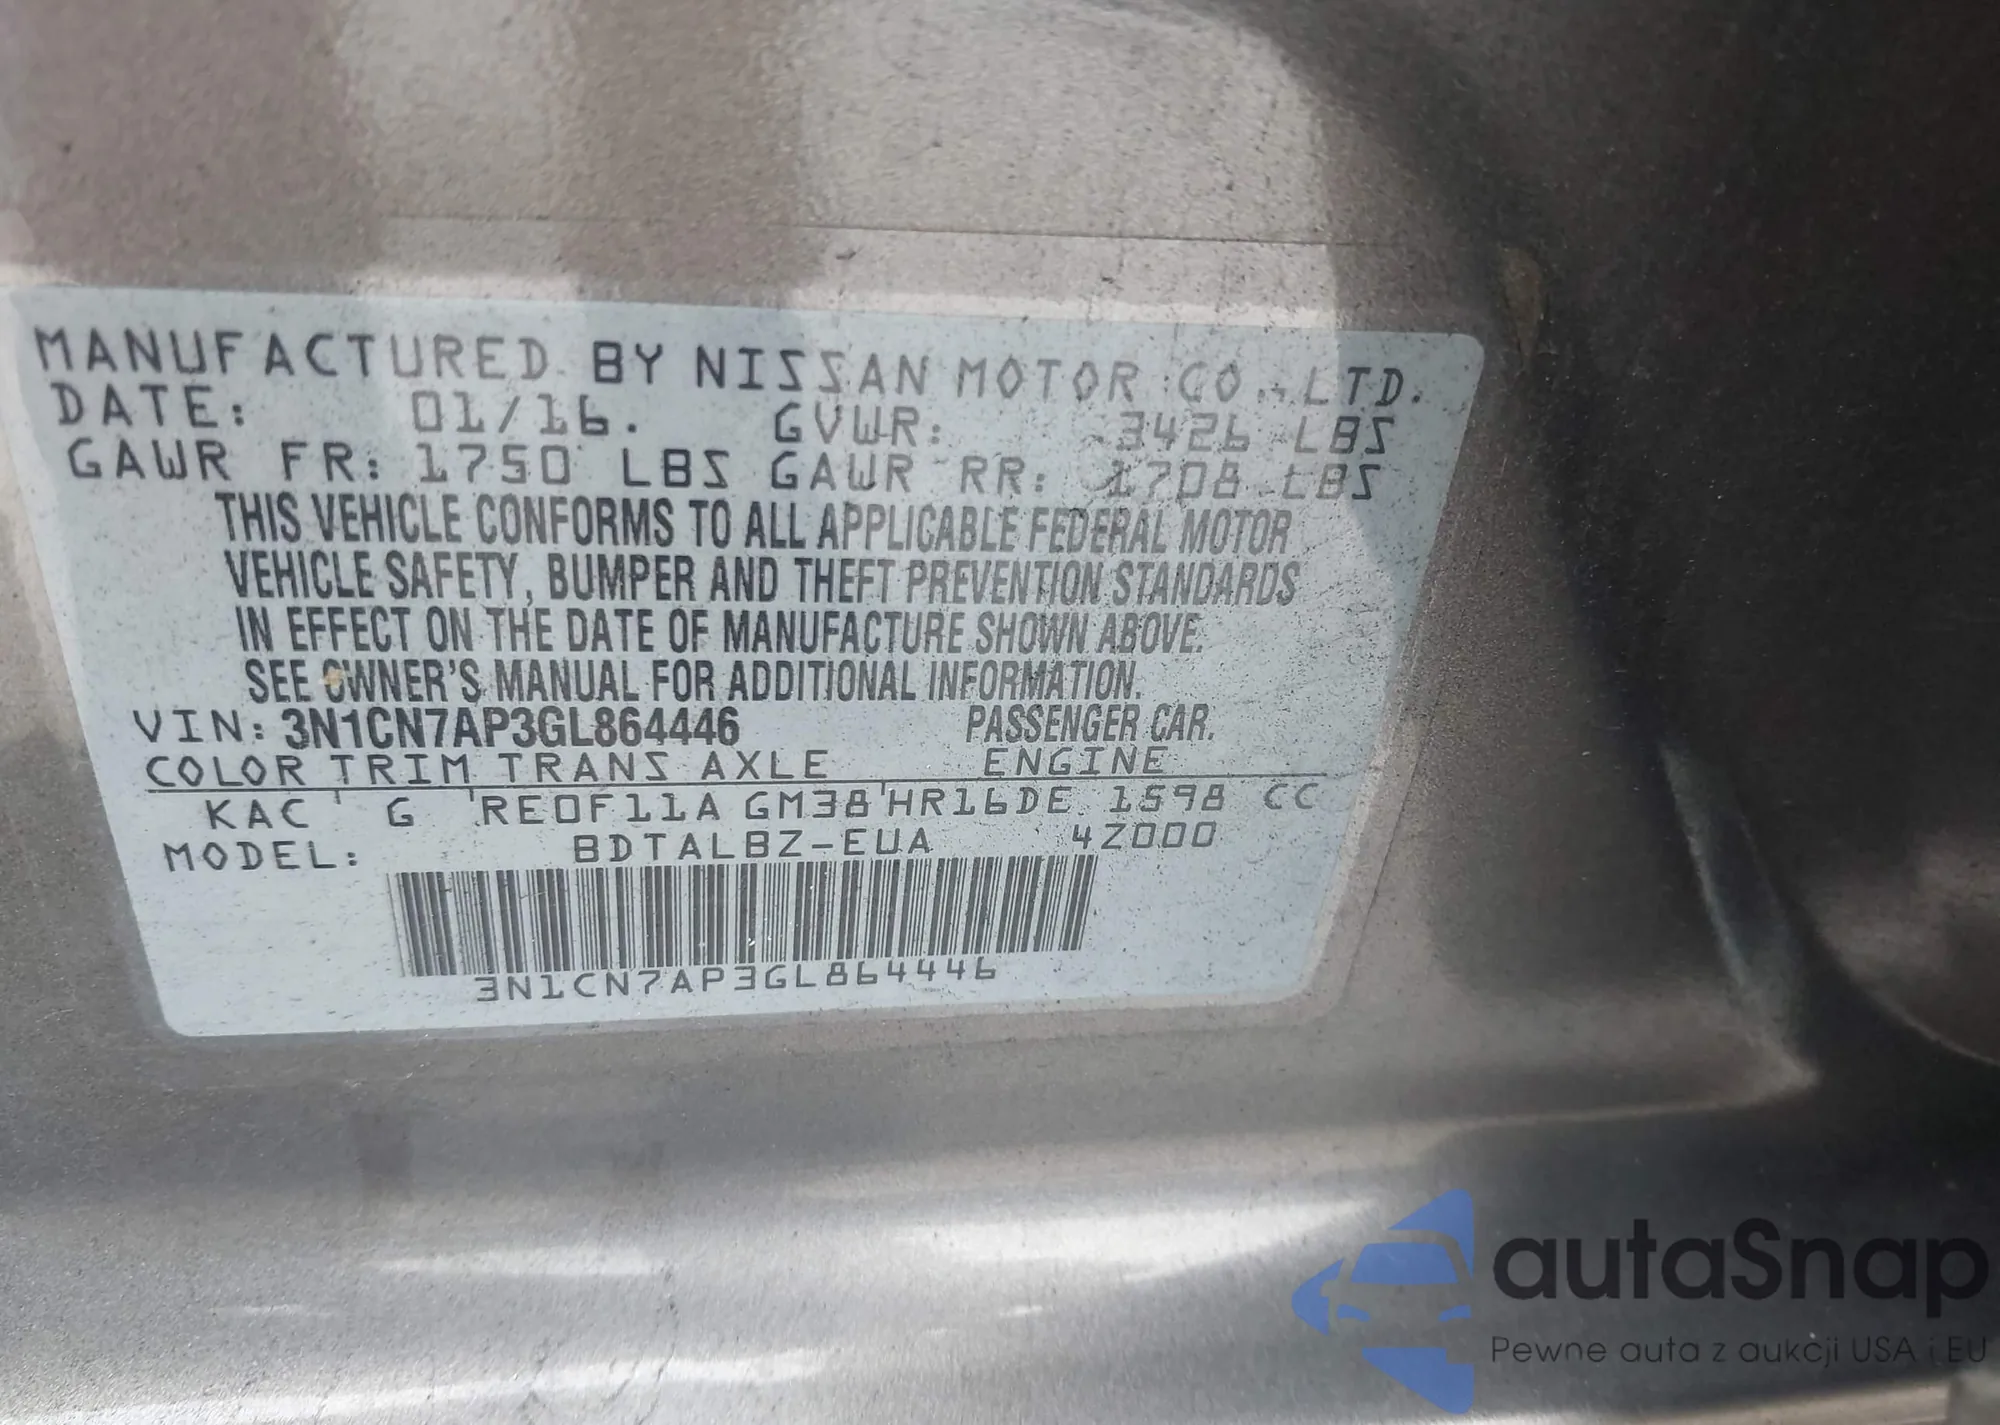 MANUFACTURED BY NISSAN MOTOR CO., LTD.
DATE: 01/16. GVWR: 3426 LBS
GAWR FR: 1750 LBS GAWR RR: 1708 LBS
THIS VEHICLE CONFORMS TO ALL APPLICABLE FEDERAL MOTOR
VEHICLE SAFETY, BUMPER AND THEFT PREVENTION STANDARDS
IN EFFECT ON THE DATE OF MANUFACTURE SHOWN ABOVE.
SEE OWNER'S MANUAL FOR ADDITIONAL INFORMATION.
VIN: 3N1CN7AP3GL864446 PASSENGER CAR.
COLOR TRIM TRANS AXLE ENGINE
KAC G RE0F11A GM38 HR16DE 1598 CC
MODEL: BDTALBZ-EUA 4Z000
3N1CN7AP3GL864446
autaSnap
Pewne auta z aukcji USA i EU